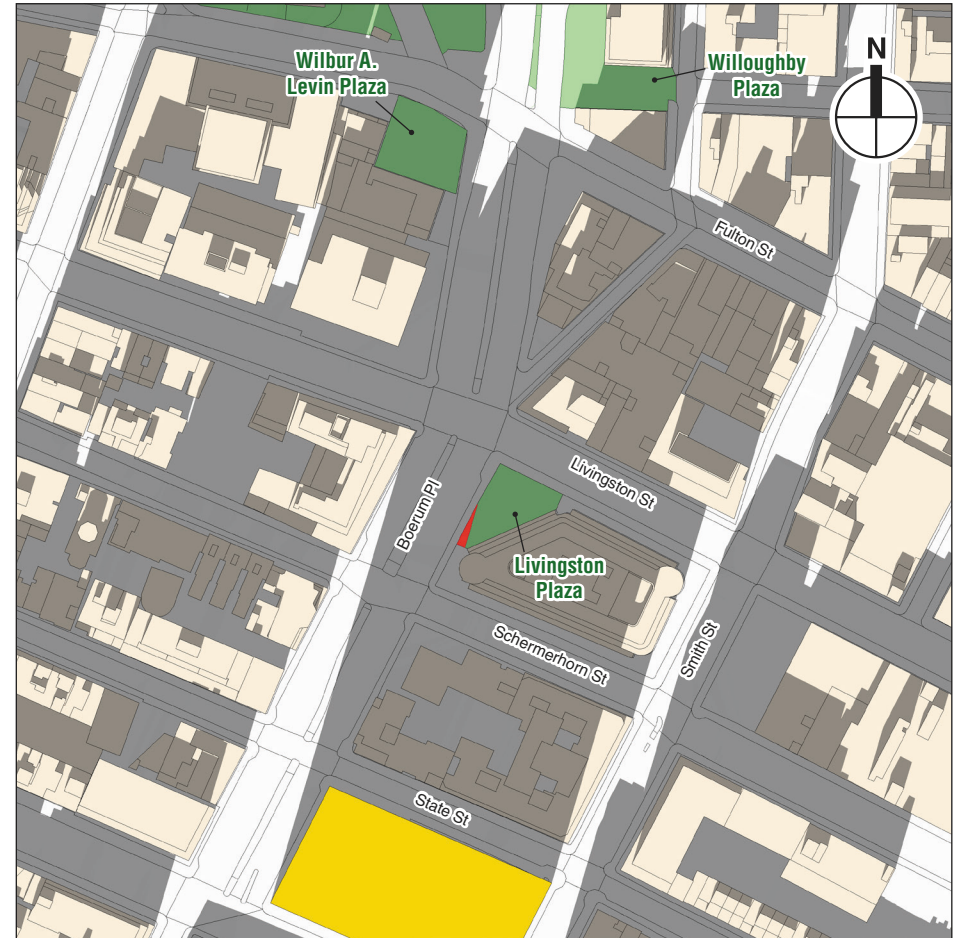 Wilbur A.
Levin Plaza
Willoughby
Plaza
N
Fulton St
Livingston St
Boerum Pl
Livingston
Plaza
Schermerhorn St
Smith St
State St